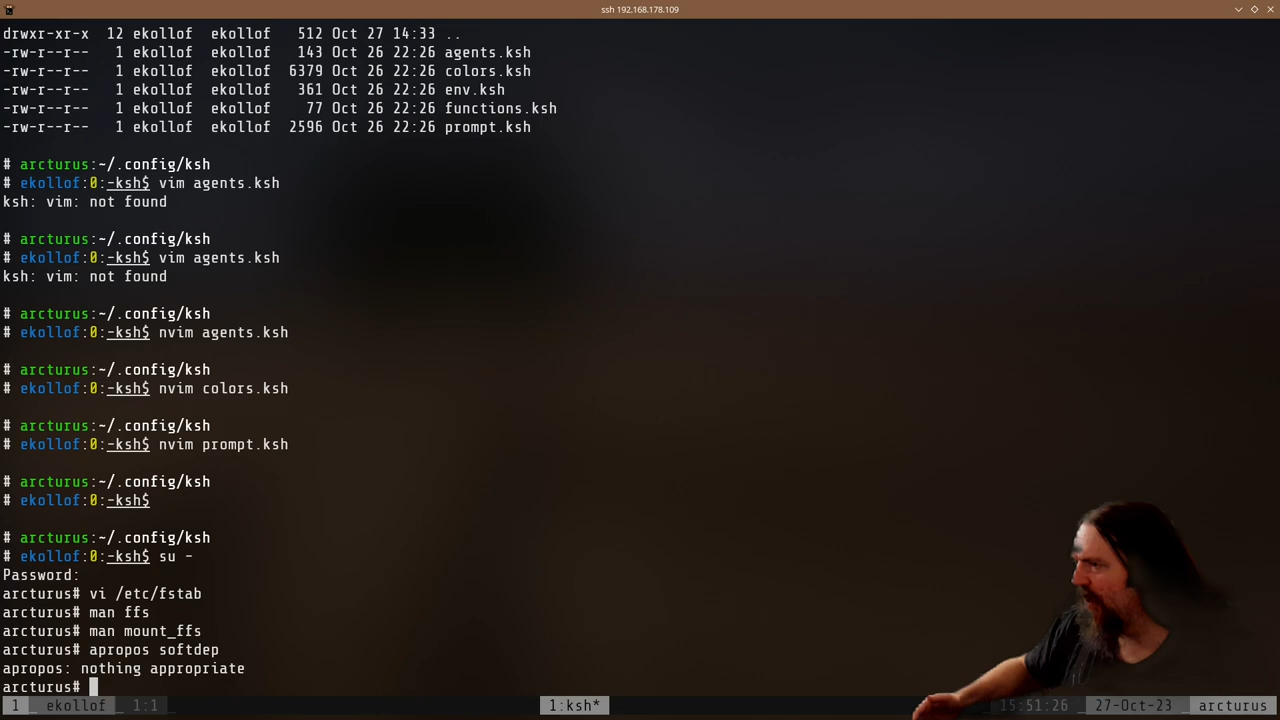 ssh 192.168.178.109
drwxr-xr-x  12 ekollof  ekollof   512 Oct 27 14:33 ..
-rw-r--r--   1 ekollof  ekollof   143 Oct 26 22:26 agents.ksh
-rw-r--r--   1 ekollof  ekollof  6379 Oct 26 22:26 colors.ksh
-rw-r--r--   1 ekollof  ekollof   361 Oct 26 22:26 env.ksh
-rw-r--r--   1 ekollof  ekollof    77 Oct 26 22:26 functions.ksh
-rw-r--r--   1 ekollof  ekollof  2596 Oct 26 22:26 prompt.ksh
# arcturus:~/.config/ksh
# ekollof:0:-ksh$ vim agents.ksh
ksh: vim: not found
# arcturus:~/.config/ksh
# ekollof:0:-ksh$ vim agents.ksh
ksh: vim: not found
# arcturus:~/.config/ksh
# ekollof:0:-ksh$ nvim agents.ksh
# arcturus:~/.config/ksh
# ekollof:0:-ksh$ nvim colors.ksh
# arcturus:~/.config/ksh
# ekollof:0:-ksh$ nvim prompt.ksh
# arcturus:~/.config/ksh
# ekollof:0:-ksh$
# arcturus:~/.config/ksh
# ekollof:0:-ksh$ su -
Password:
arcturus# vi /etc/fstab
arcturus# man ffs
arcturus# man mount_ffs
arcturus# apropos softdep
apropos: nothing appropriate
arcturus#
1 ekollof 1:1 1:ksh* 15:51:26 27-Oct-23 arcturus